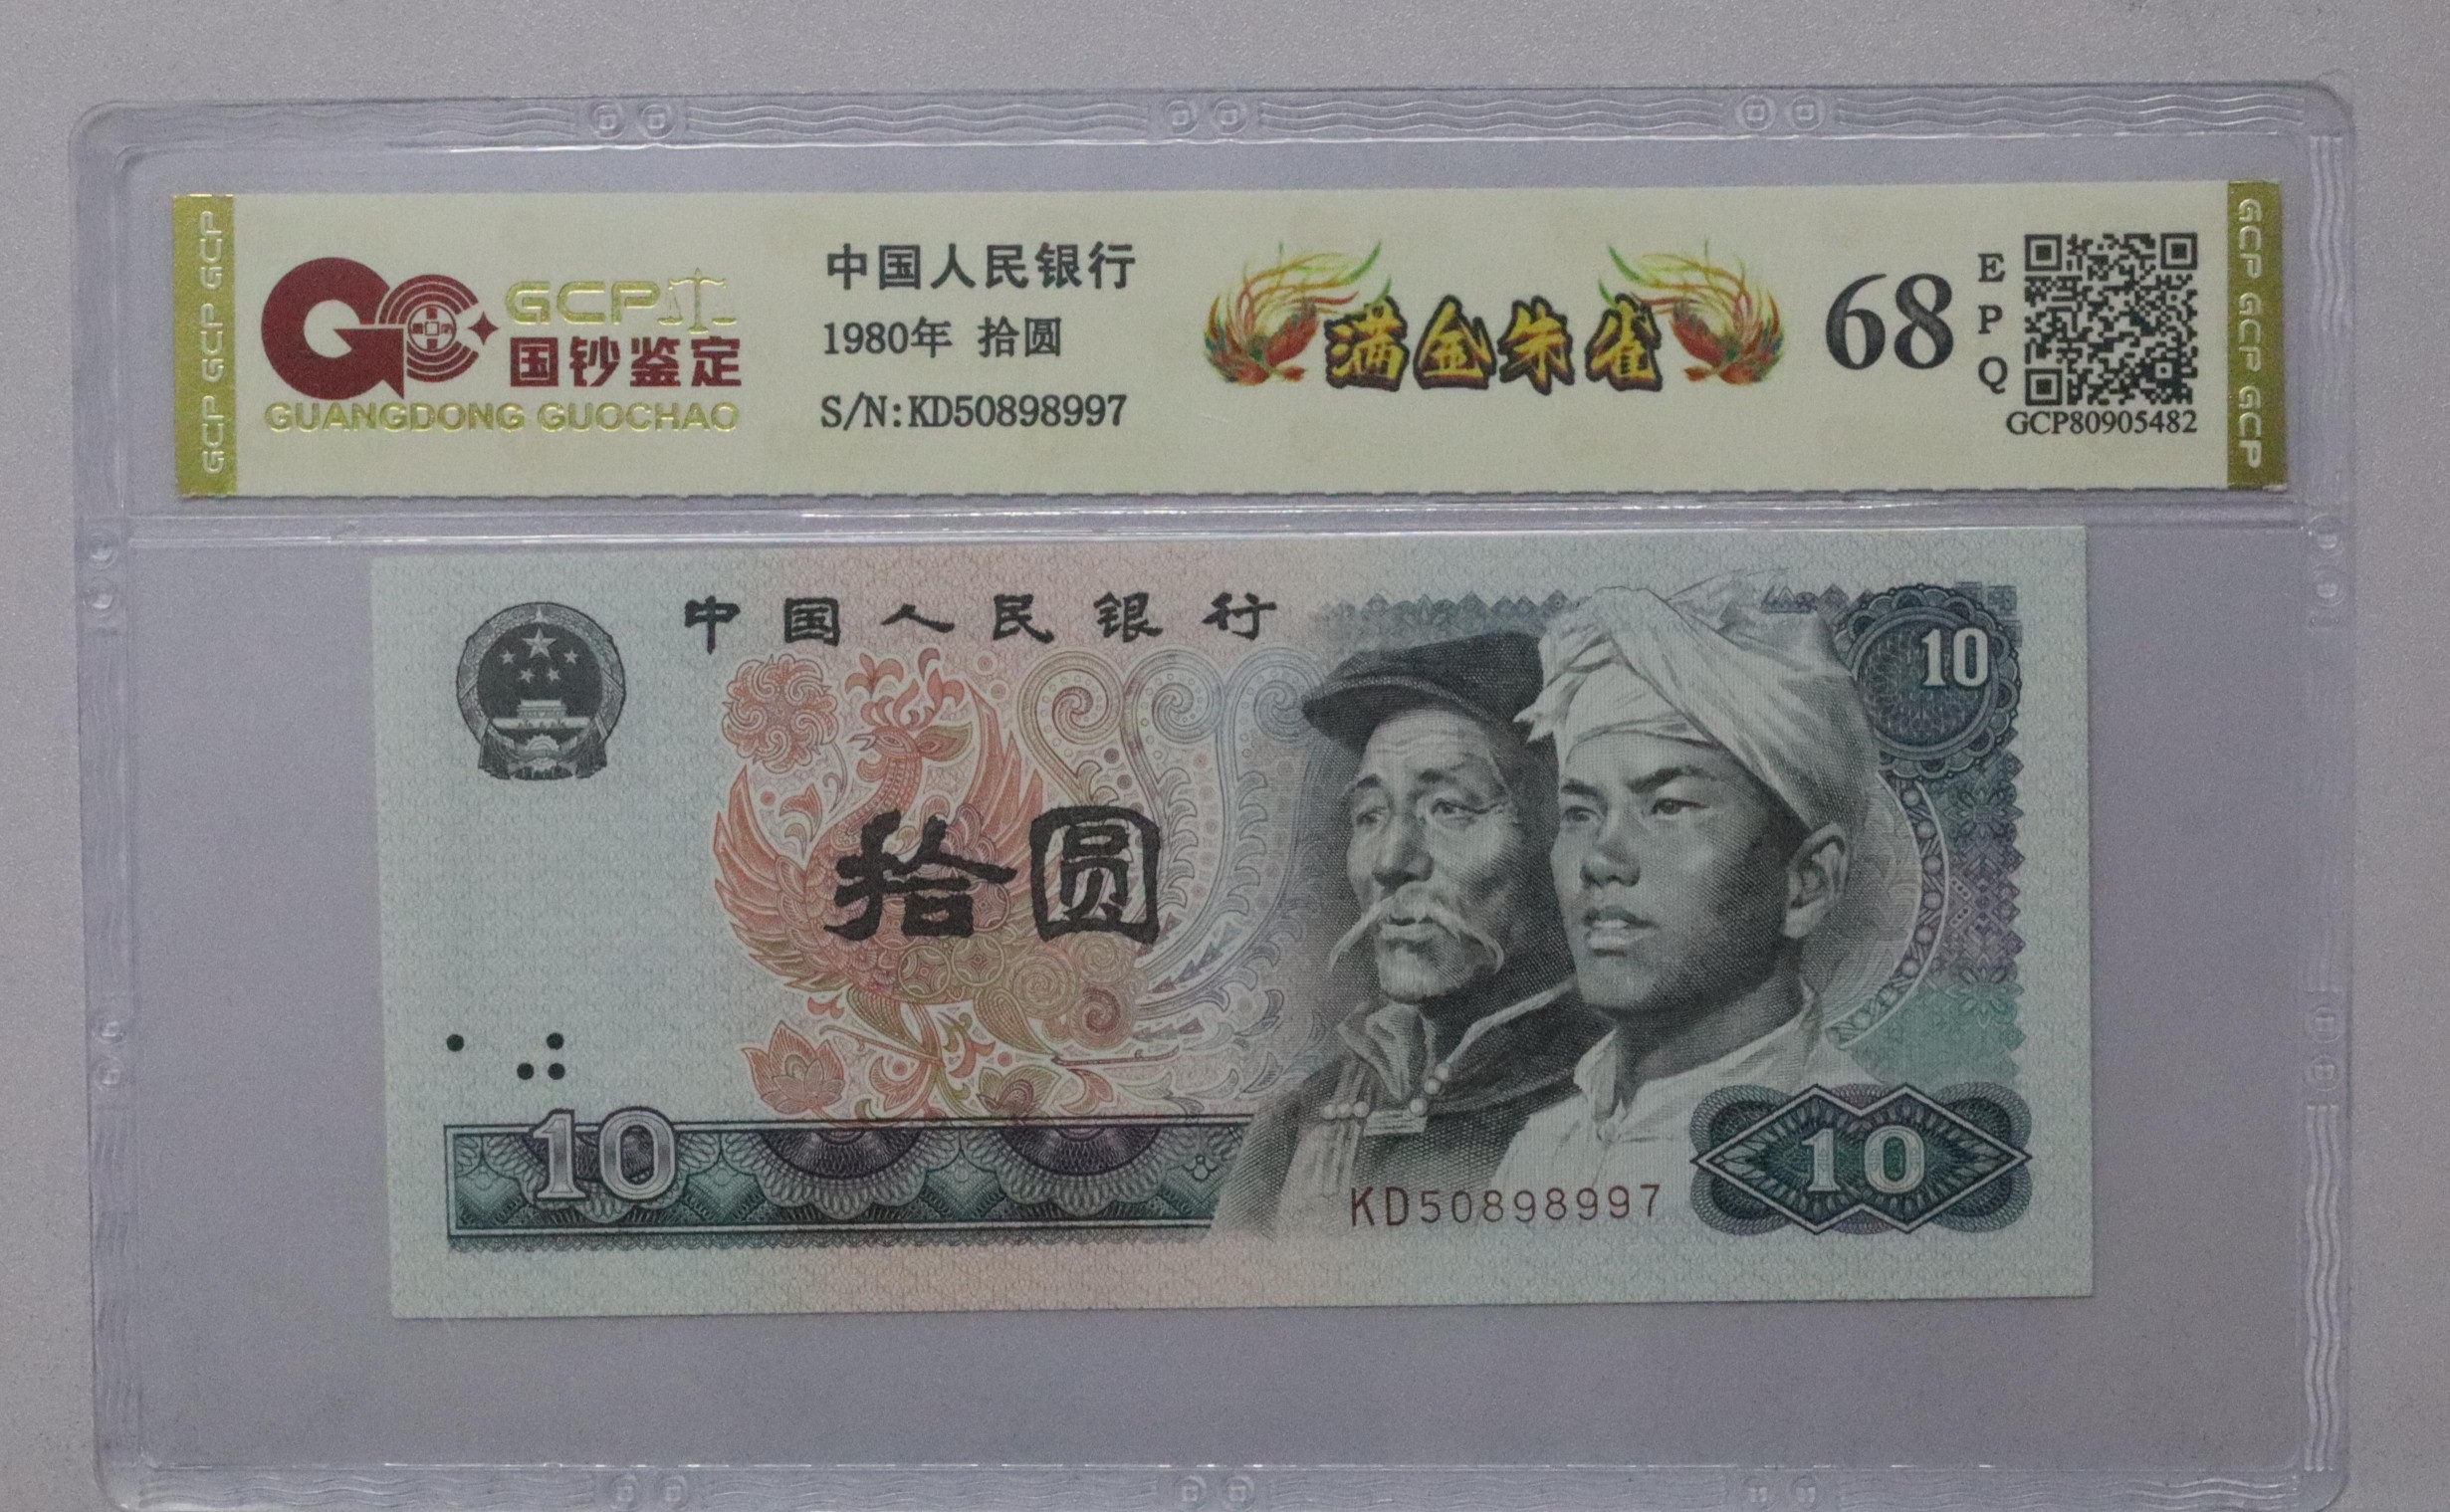 GCP GCP GCP
GCP
国钞鉴定
GUANGDONG GUOCHAO
中国人民银行
1980年 拾圆
S/N:KD50898997
满金朱雀
68
EPQ
GCP80905482
GCP GCP GCP
中国人民银行
10
拾圆
10
10
KD50898997